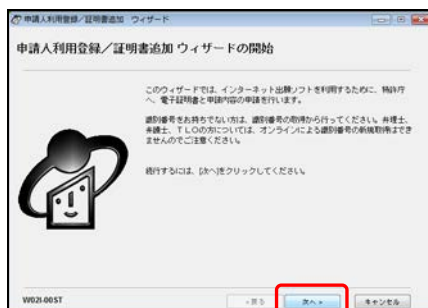 申請人利用登録／証明書追加 ウィザード
申請人利用登録／証明書追加 ウィザードの開始
このウィザードでは、インターネット出願ソフトを利用するために、特許庁
へ、電子証明書と申請内容の申請を行います。
識別番号をお持ちでない方は、識別番号の取得から行ってください。弁理士、
弁護士、TLOの方については、オンラインによる識別番号の新規取得はでき
ませんのでご注意ください。
続行するには、[次へ]をクリックしてください。
W02I-00ST
< 戻る
次へ >
キャンセル